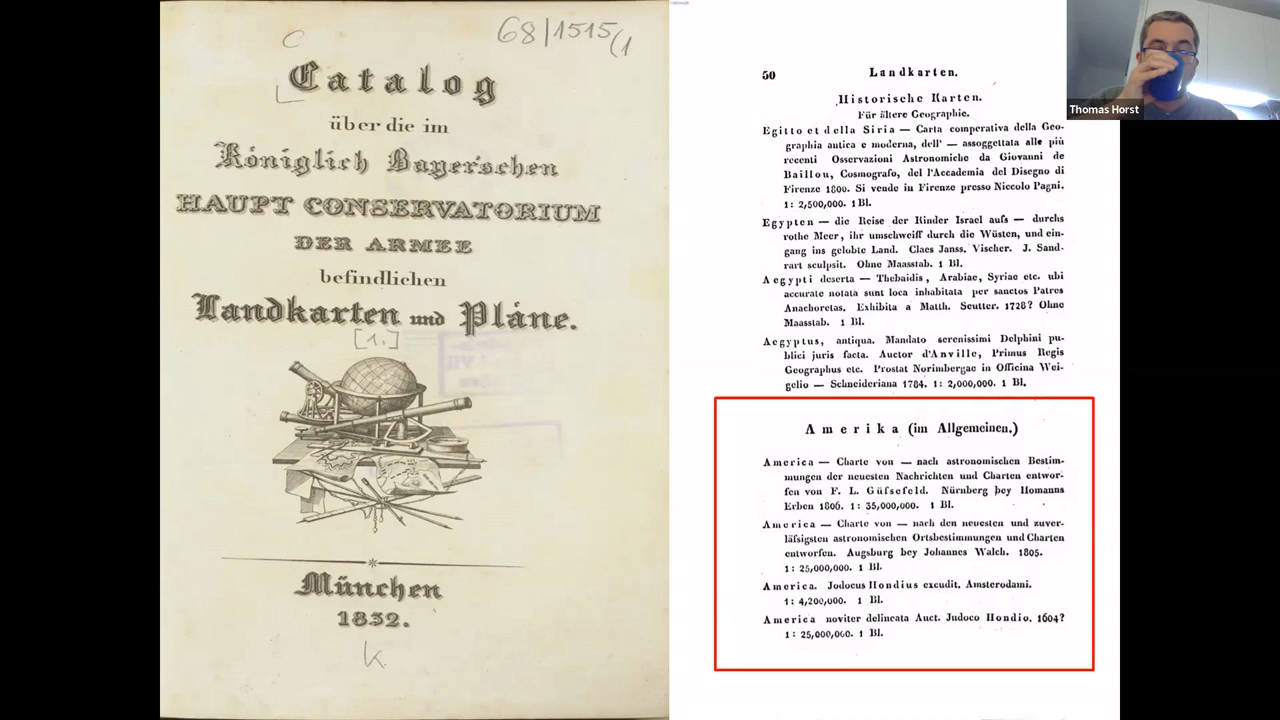 68/1515(1
C
Catalog
über die im
Königlich Bayer'schen
HAUPT CONSERVATORIUM
DER ARMEE
befindlichen
Landkarten und Pläne.
[1.]
München
1832.
K
50 Landkarten.
Historische Karten.
Für ältere Geographie.
Egitto et della Siria — Carta comperativa della Geo-
graphia antica e moderna, dell' — assoggettata alle più
recenti Osservazioni Astronomiche da Giovanni de
Baillou, Cosmografo, del l'Accademia del Disegno di
Firenze 1800. Si vende in Firenze presso Niccolo Pagni.
1: 2,500,000. 1 Bl.
Egypten — die Reise der Kinder Israel aufs — durchs
rothe Meer, ihr umschweiff durch die Wüsten, und ein-
gang ins gelobte Land. Claes Janss. Vischer. J. Sand-
rart sculpsit. Ohne Maasstab. 1 Bl.
Aegypti deserta — Thebaidis, Arabiae, Syriae etc. ubi
accurate notata sunt loca inhabitata per sanctos Patres
Anachoretas. Exhibita a Matth. Seutter. 1728? Ohne
Maasstab. 1 Bl.
Aegyptus, antiqua. Mandato serenissimi Delphini pu-
blici juris facta. Auctor d'Anville, Primus Regis
Geographus etc. Prostat Norimbergae in Officina Wei-
gelio — Schneideriana 1784. 1: 2,000,000. 1 Bl.
Amerika (im Allgemeinen.)
America — Charte von — nach astronomischen Bestim-
mungen der neuesten Nachrichten und Charten entwor-
fen von F. L. Güfsefeld. Nürnberg bey Homanns
Erben 1806. 1: 35,000,000. 1 Bl.
America — Charte von — nach den neuesten und zuver-
läfsigsten astronomischen Ortsbestimmungen und Charten
entworfen. Augsburg bey Johannes Walch. 1805.
1: 25,000,000. 1 Bl.
America. Jodocus Hondius excudit. Amsterodami.
1: 4,200,000. 1 Bl.
America noviter delineata Auct. Judoco Hondio. 1604?
1: 25,000,000. 1 Bl.
Thomas Horst